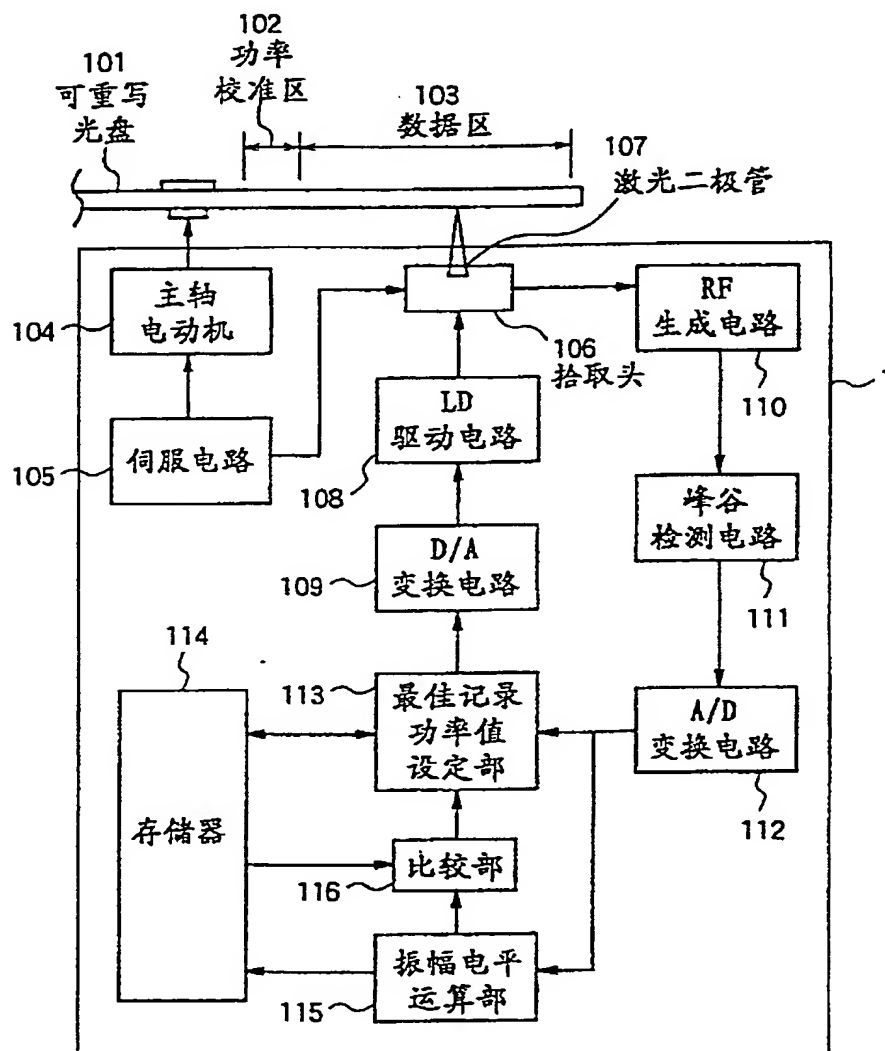 101
可重写
光盘
102
功率
校准区
103
数据区
107
激光二极管
主轴
电动机
104
106
拾取头
RF
生成电路
110
LD
驱动电路
108
伺服电路
105
峰谷
检测电路
111
D/A
变换电路
109
114
存储器
113
最佳记录
功率值
设定部
A/D
变换电路
112
比较部
116
振幅电平
运算部
115